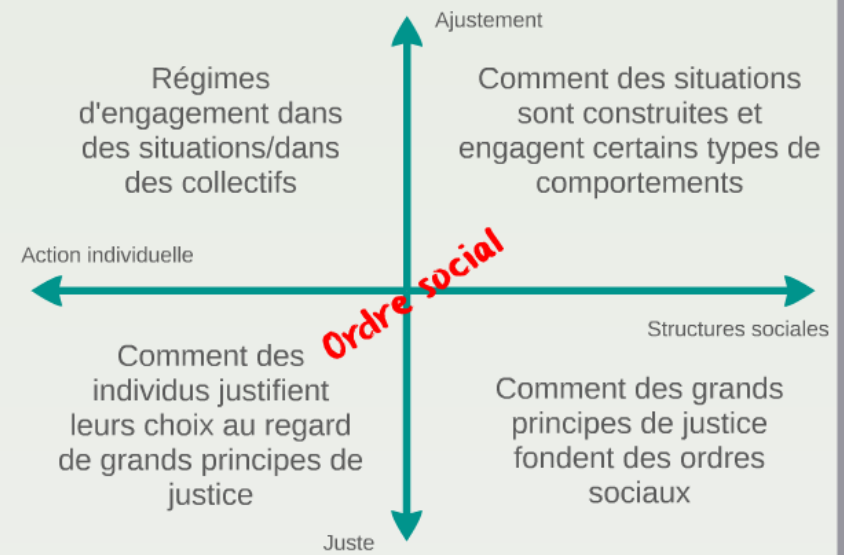 Ajustement
Régimes
d'engagement dans
des situations/dans
des collectifs
Comment des situations
sont construites et
engagent certains types de
comportements
Action individuelle
Ordre social
Structures sociales
Comment des
individus justifient
leurs choix au regard
de grands principes de
justice
Comment des grands
principes de justice
fondent des ordres
sociaux
Juste